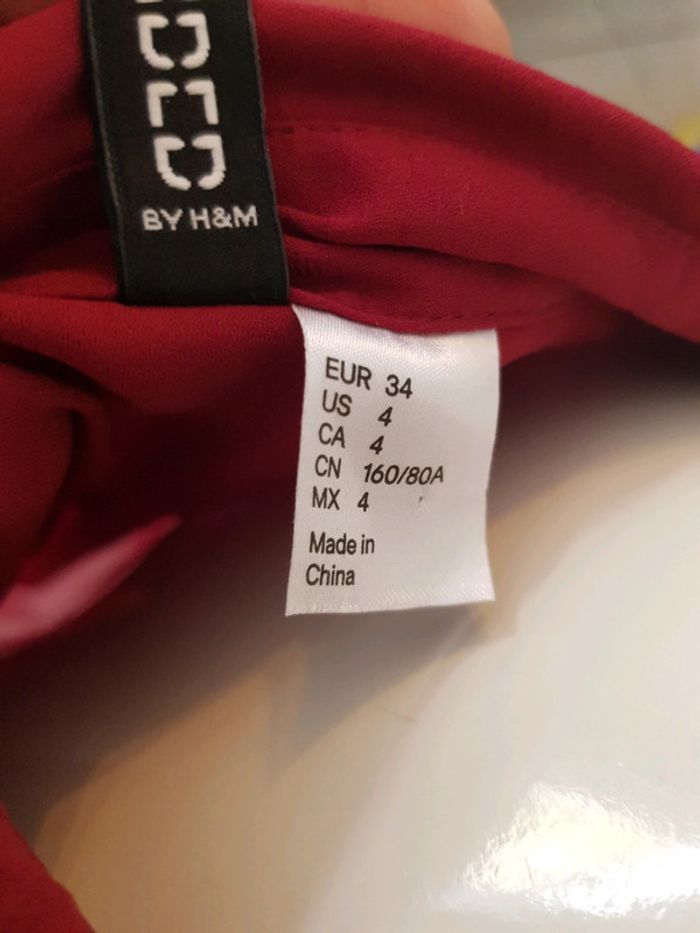 BY H&M
EUR 34
US 4
CA 4
CN 160/80A
MX 4
Made in
China